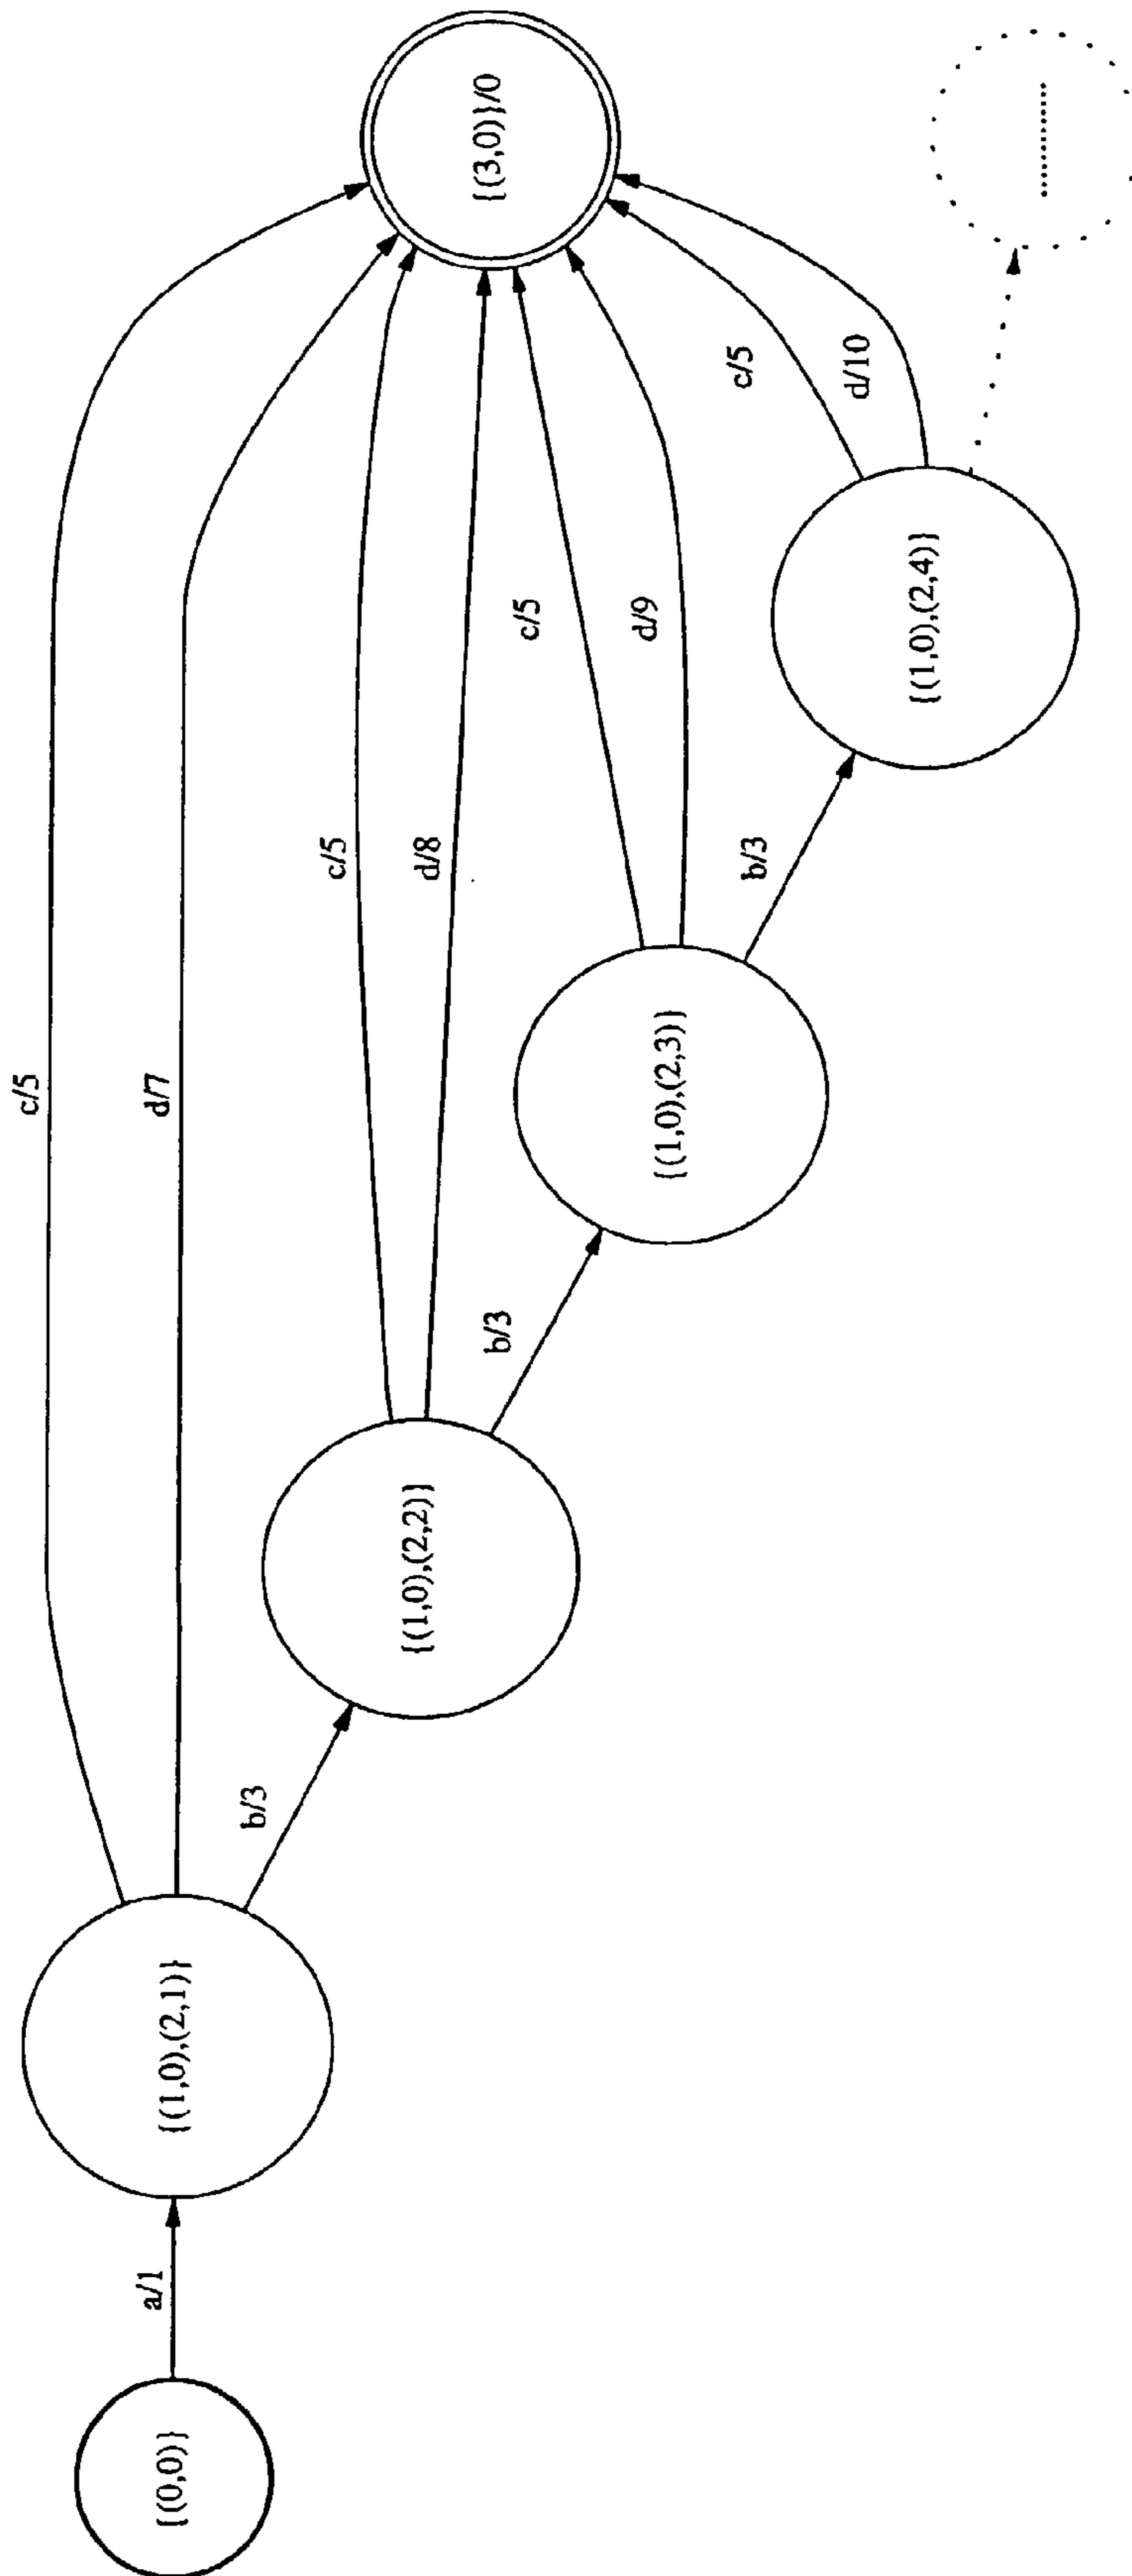 {(0,0)}
a/1
{(1,0),(2,1)}
c/5
d/7
b/3
{(1,0),(2,2)}
c/5
d/8
b/3
{(1,0),(2,3)}
c/5
d/9
b/3
{(1,0),(2,4)}
c/5
d/10
{(3,0)}/0